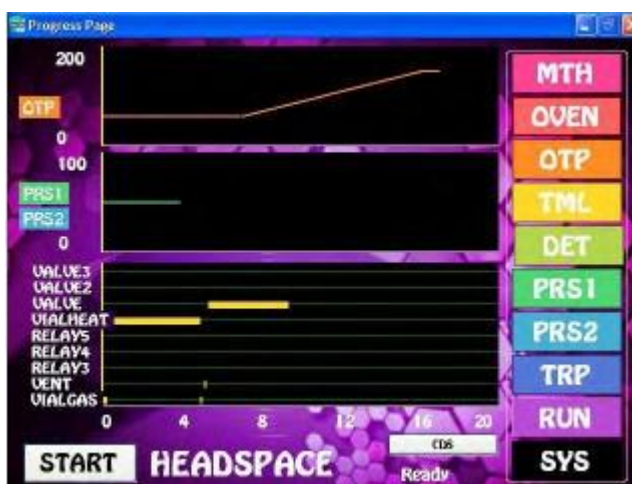 Progress Page
200
OTP
0
100
PRS1
PRS2
0
VALVE3
VALVE2
VALVE
VIALHEAT
RELAY5
RELAY4
RELAY3
VENT
VIALGAS
0 4 8 12 16 20
START
HEADSPACE
CDS
Ready
MTH
OVEN
OTP
TML
DET
PRS1
PRS2
TRP
RUN
SYS